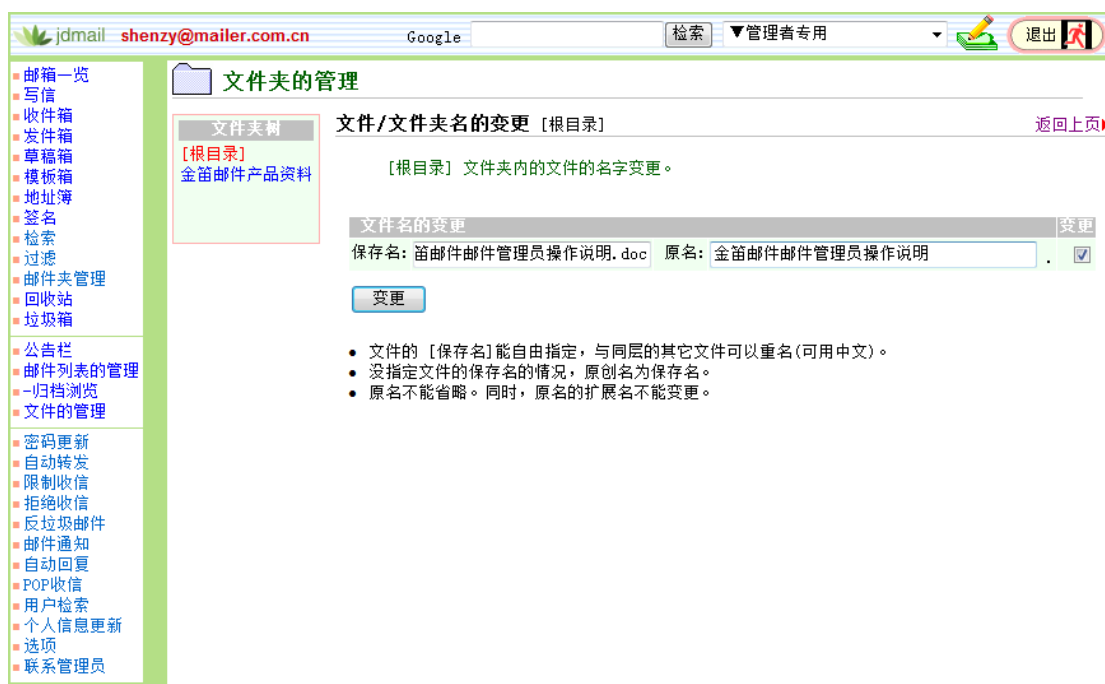 jdmail shenzy@mailer.com.cn Google 检索 ▼管理者专用 退出
邮箱一览
写信
收件箱
发件箱
草稿箱
模板箱
地址簿
签名
检索
过滤
邮件夹管理
回收站
垃圾箱
公告栏
邮件列表的管理
-归档浏览
文件的管理
密码更新
自动转发
限制收信
拒绝收信
反垃圾邮件
邮件通知
自动回复
POP收信
用户检索
个人信息更新
选项
联系管理员
文件夹的管理
文件夹树
[根目录]
金笛邮件产品资料
文件/文件夹名的变更 [根目录] 返回上页
[根目录] 文件夹内的文件的名字变更。
文件名的变更 变更
保存名: 笛邮件邮件管理员操作说明.doc 原名: 金笛邮件邮件管理员操作说明 .
变更
● 文件的 [保存名]能自由指定，与同层的其它文件可以重名(可用中文)。
● 没指定文件的保存名的情况，原创名为保存名。
● 原名不能省略。同时，原名的扩展名不能变更。